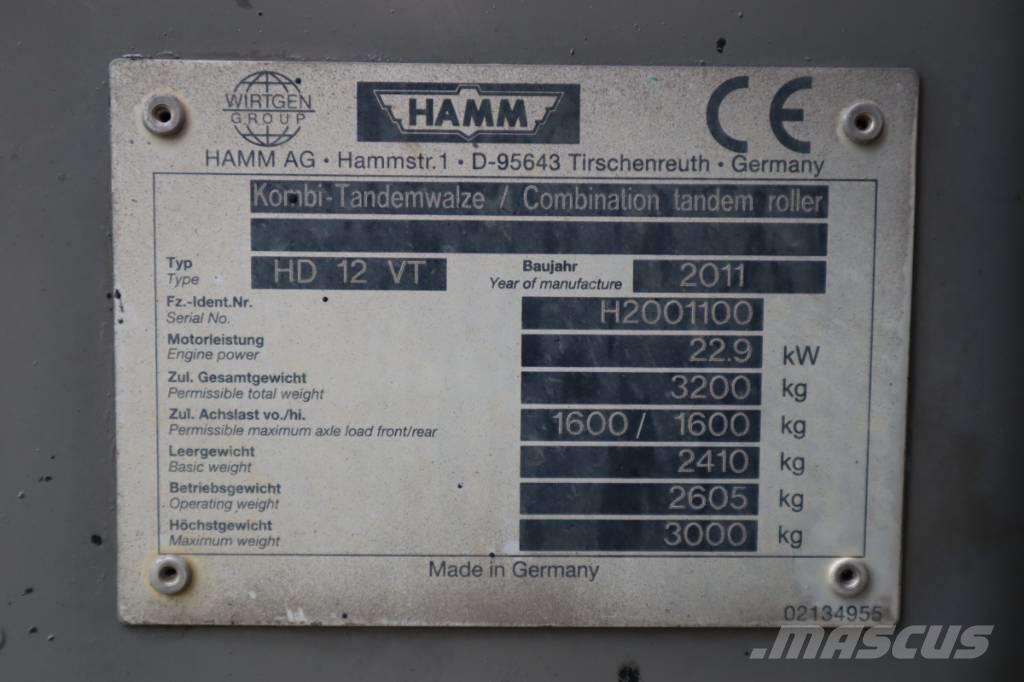 WIRTGEN
GROUP
HAMM
CE
HAMM AG · Hammstr.1 · D-95643 Tirschenreuth · Germany
Kombi-Tandemwalze / Combination tandem roller
Typ
Type
HD 12 VT
Baujahr
Year of manufacture
2011
Fz.-Ident.Nr.
Serial No.
H2001100
Motorleistung
Engine power
22.9 kW
Zul. Gesamtgewicht
Permissible total weight
3200 kg
Zul. Achslast vo./hi.
Permissible maximum axle load front/rear
1600/ 1600 kg
Leergewicht
Basic weight
2410 kg
Betriebsgewicht
Operating weight
2605 kg
Höchstgewicht
Maximum weight
3000 kg
Made in Germany
02134955
MASCUS